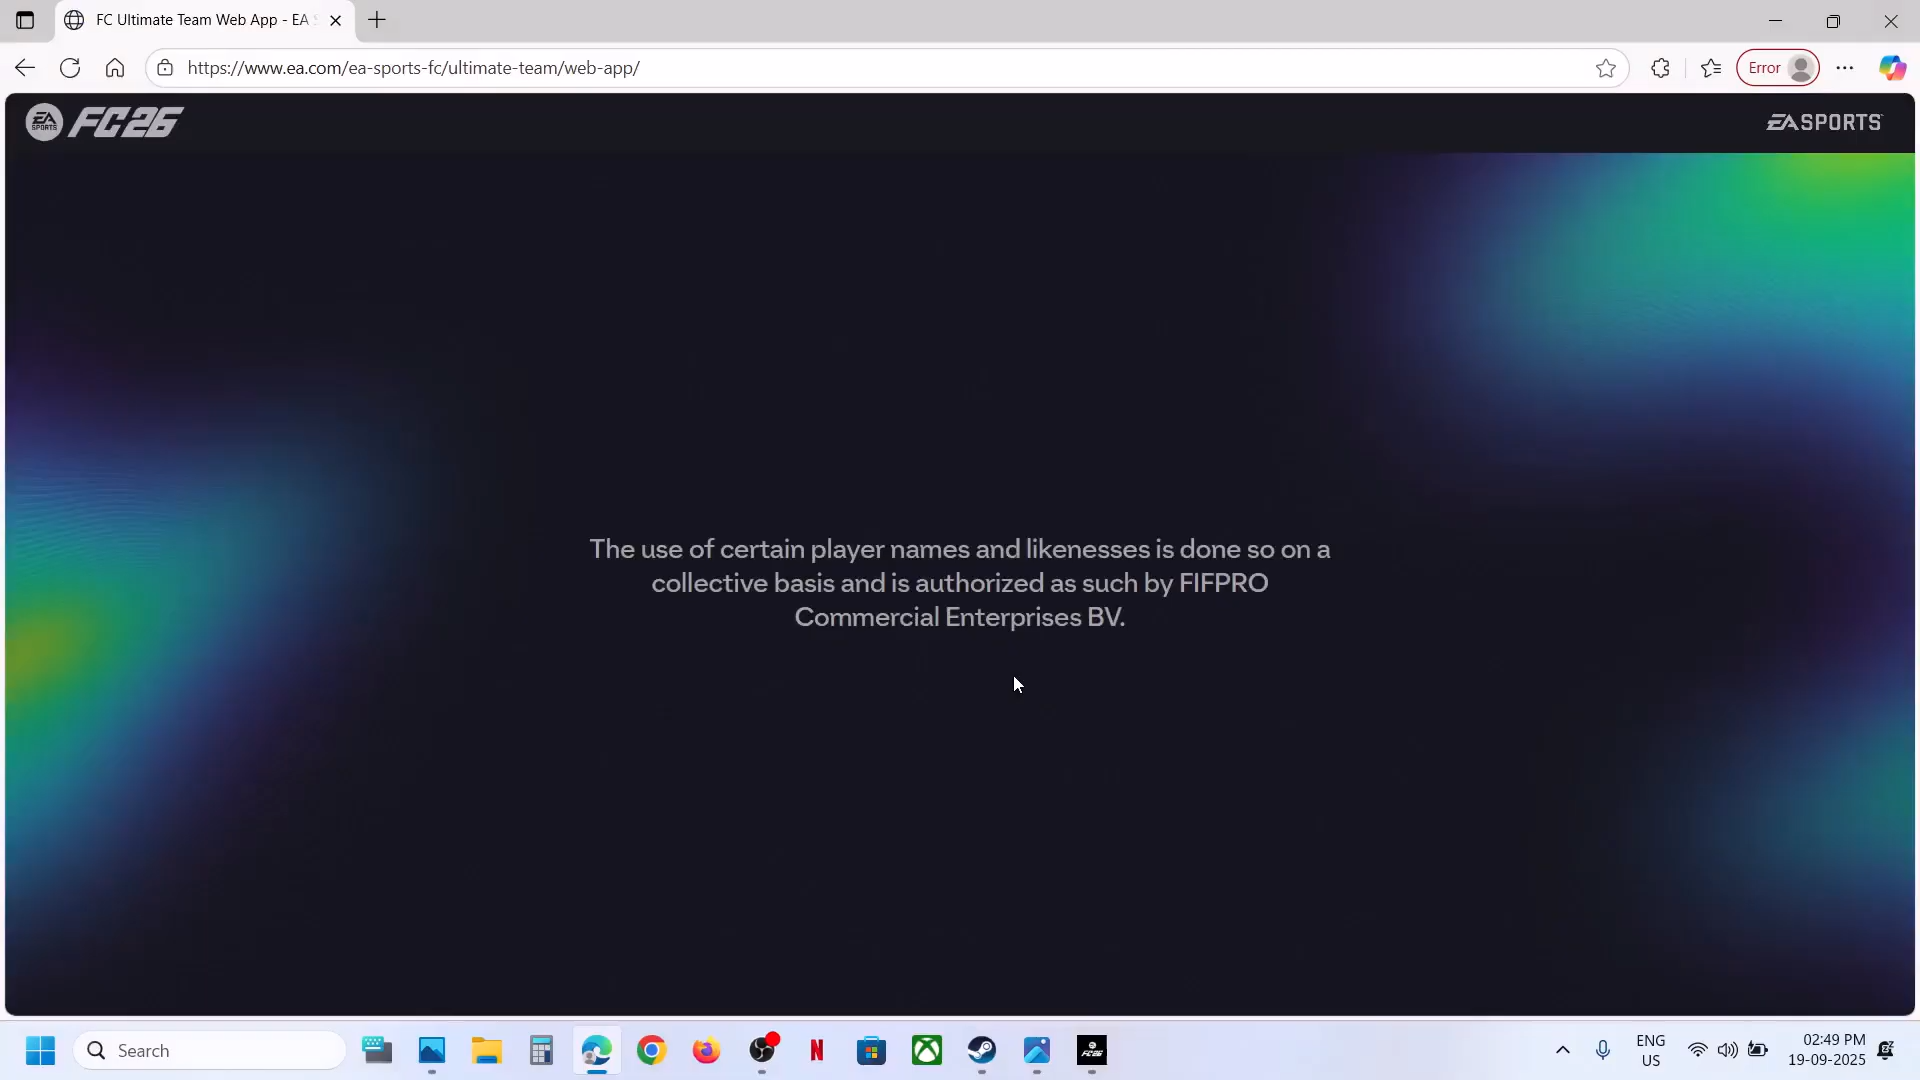 FC Ultimate Team Web App - EA S
https://www.ea.com/ea-sports-fc/ultimate-team/web-app/
Error
EA SPORTS FC26
EA SPORTS
The use of certain player names and likenesses is done so on a
collective basis and is authorized as such by FIFPRO
Commercial Enterprises BV.
Search
ENG
US
02:49 PM
19-09-2025